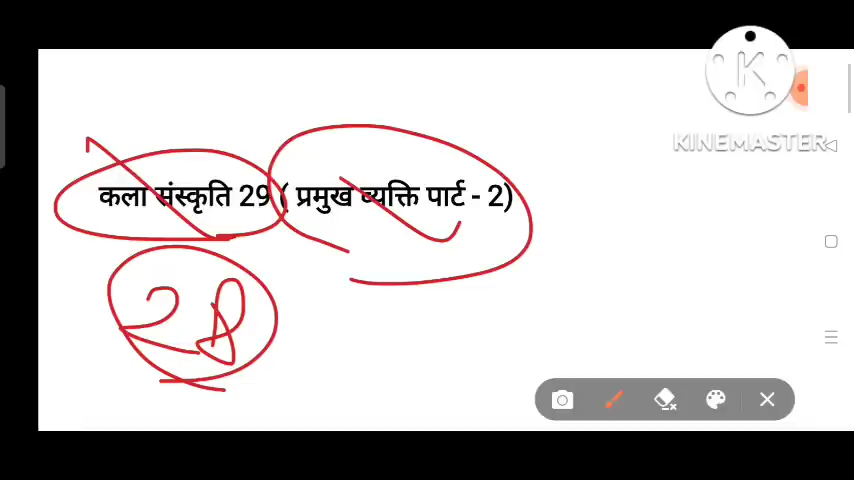 KINEMASTER
कला संस्कृति 29 ( प्रमुख व्यक्ति पार्ट - 2)
28